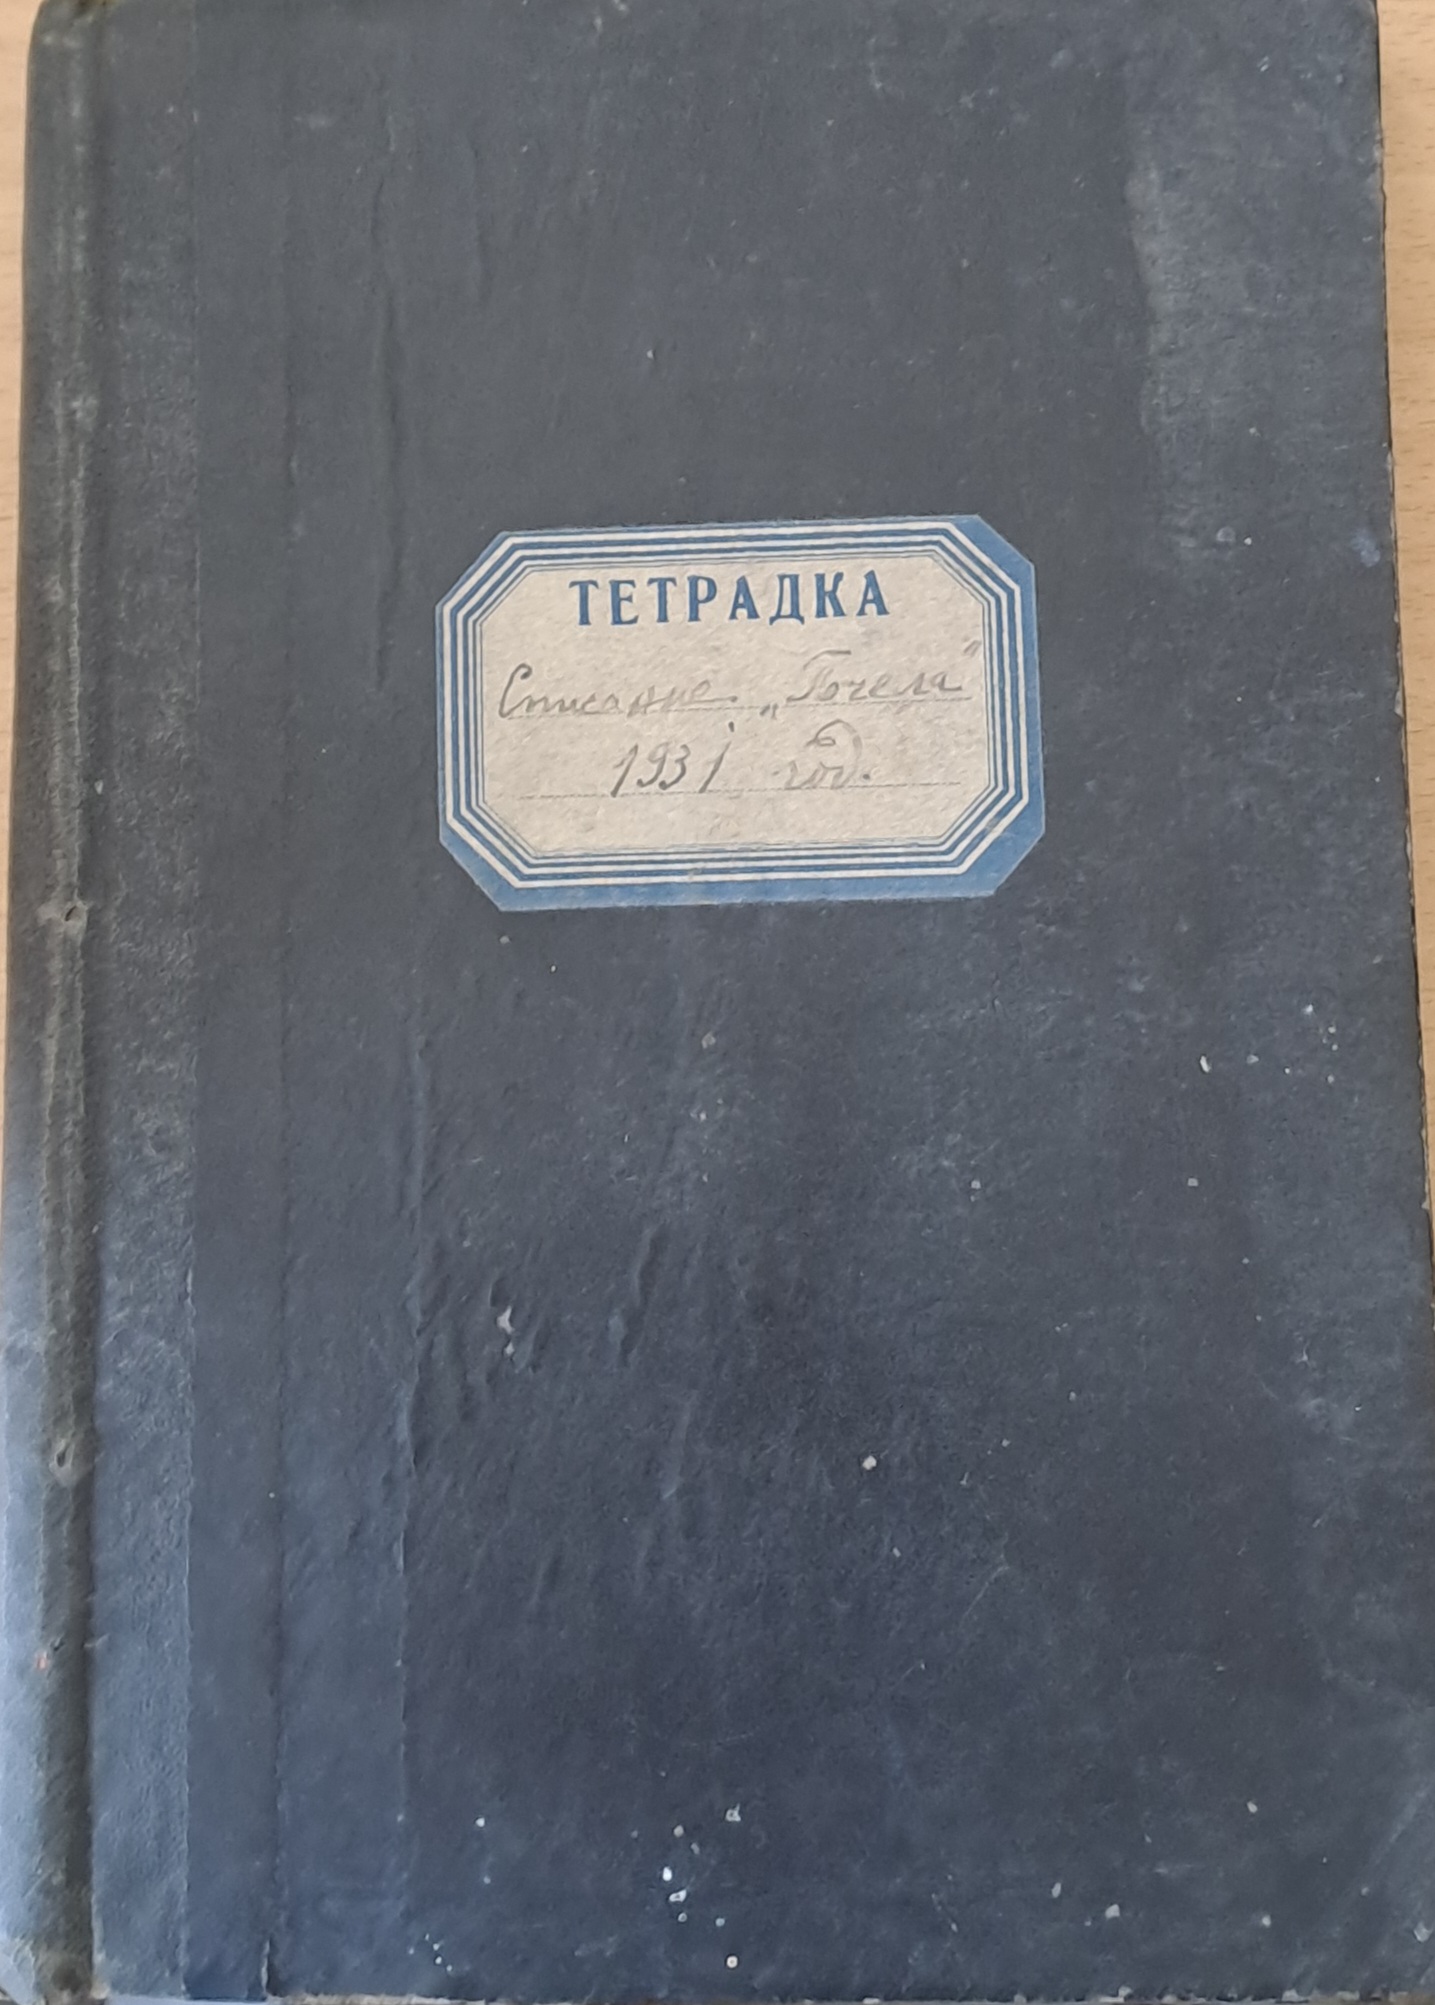 ТЕТРАДКА
Списание „Пчела"
1931 год.